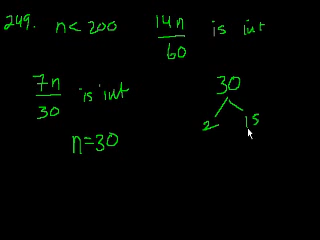 249. n < 200 14n/60 is int
7n/30 is int
n = 30
30
2 15